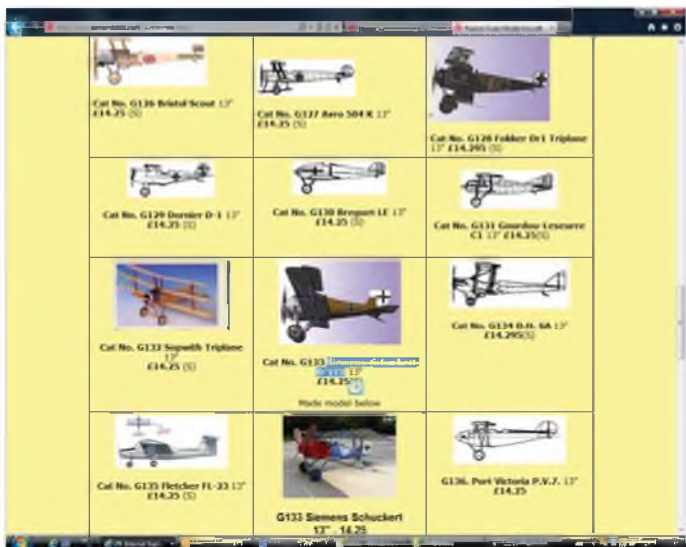 Cat No. G136 Bristol Scout 13"
£14.25 (S)
Cat No. G127 Avro 504 K 13"
£14.25 (S)
Cat No. G128 Fokker Dr1 Triplane
13" £14.295 (S)
Cat No. G129 Dornier D-1 13"
£14.25 (S)
Cat No. G130 Breguet LE 13"
£14.25 (S)
Cat No. G131 Gourdou Leseurre
C1 13" £14.25(S)
Cat No. G132 Sopwith Triplane
13"
£14.25 (S)
Cat No. G133 Siemens Schuckert
13"
£14.25
Made model below
Cat No. G134 D.H. 6A 13"
£14.295(S)
Cat No. G135 Fletcher FL-23 13"
£14.25 (S)
G133 Siemens Schuckert
13" . 14.25
G136. Port Victoria P.V.7. 13"
£14.25